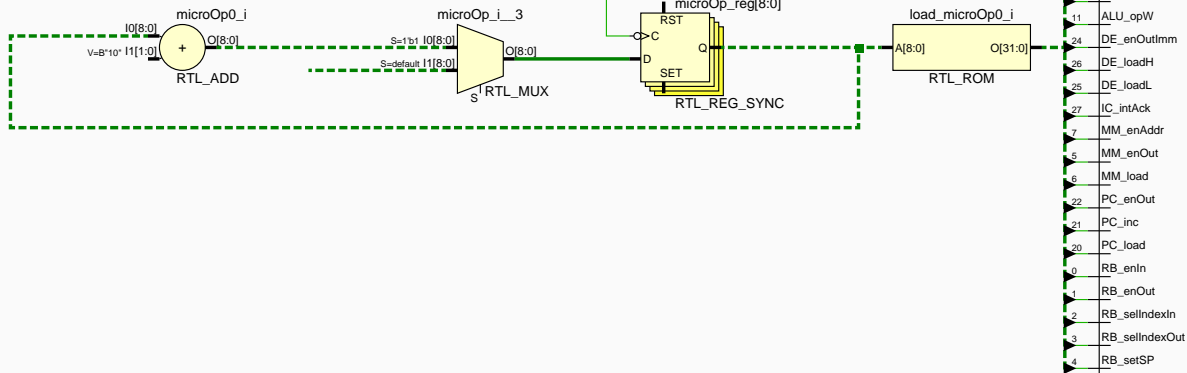 microOp0_i
I0[8:0]
V=B"10" I1[1:0]
+
O[8:0]
RTL_ADD
microOp_i__3
S=1'b1 I0[8:0]
S=default I1[8:0]
O[8:0]
S
RTL_MUX
microOp_reg[8:0]
RST
C
Q
D
SET
RTL_REG_SYNC
load_microOp0_i
A[8:0]
O[31:0]
RTL_ROM
11 ALU_opW
24 DE_enOutImm
26 DE_loadH
25 DE_loadL
27 IC_intAck
7 MM_enAddr
5 MM_enOut
6 MM_load
22 PC_enOut
21 PC_inc
20 PC_load
0 RB_enIn
1 RB_enOut
2 RB_selIndexIn
3 RB_selIndexOut
4 RB_setSP